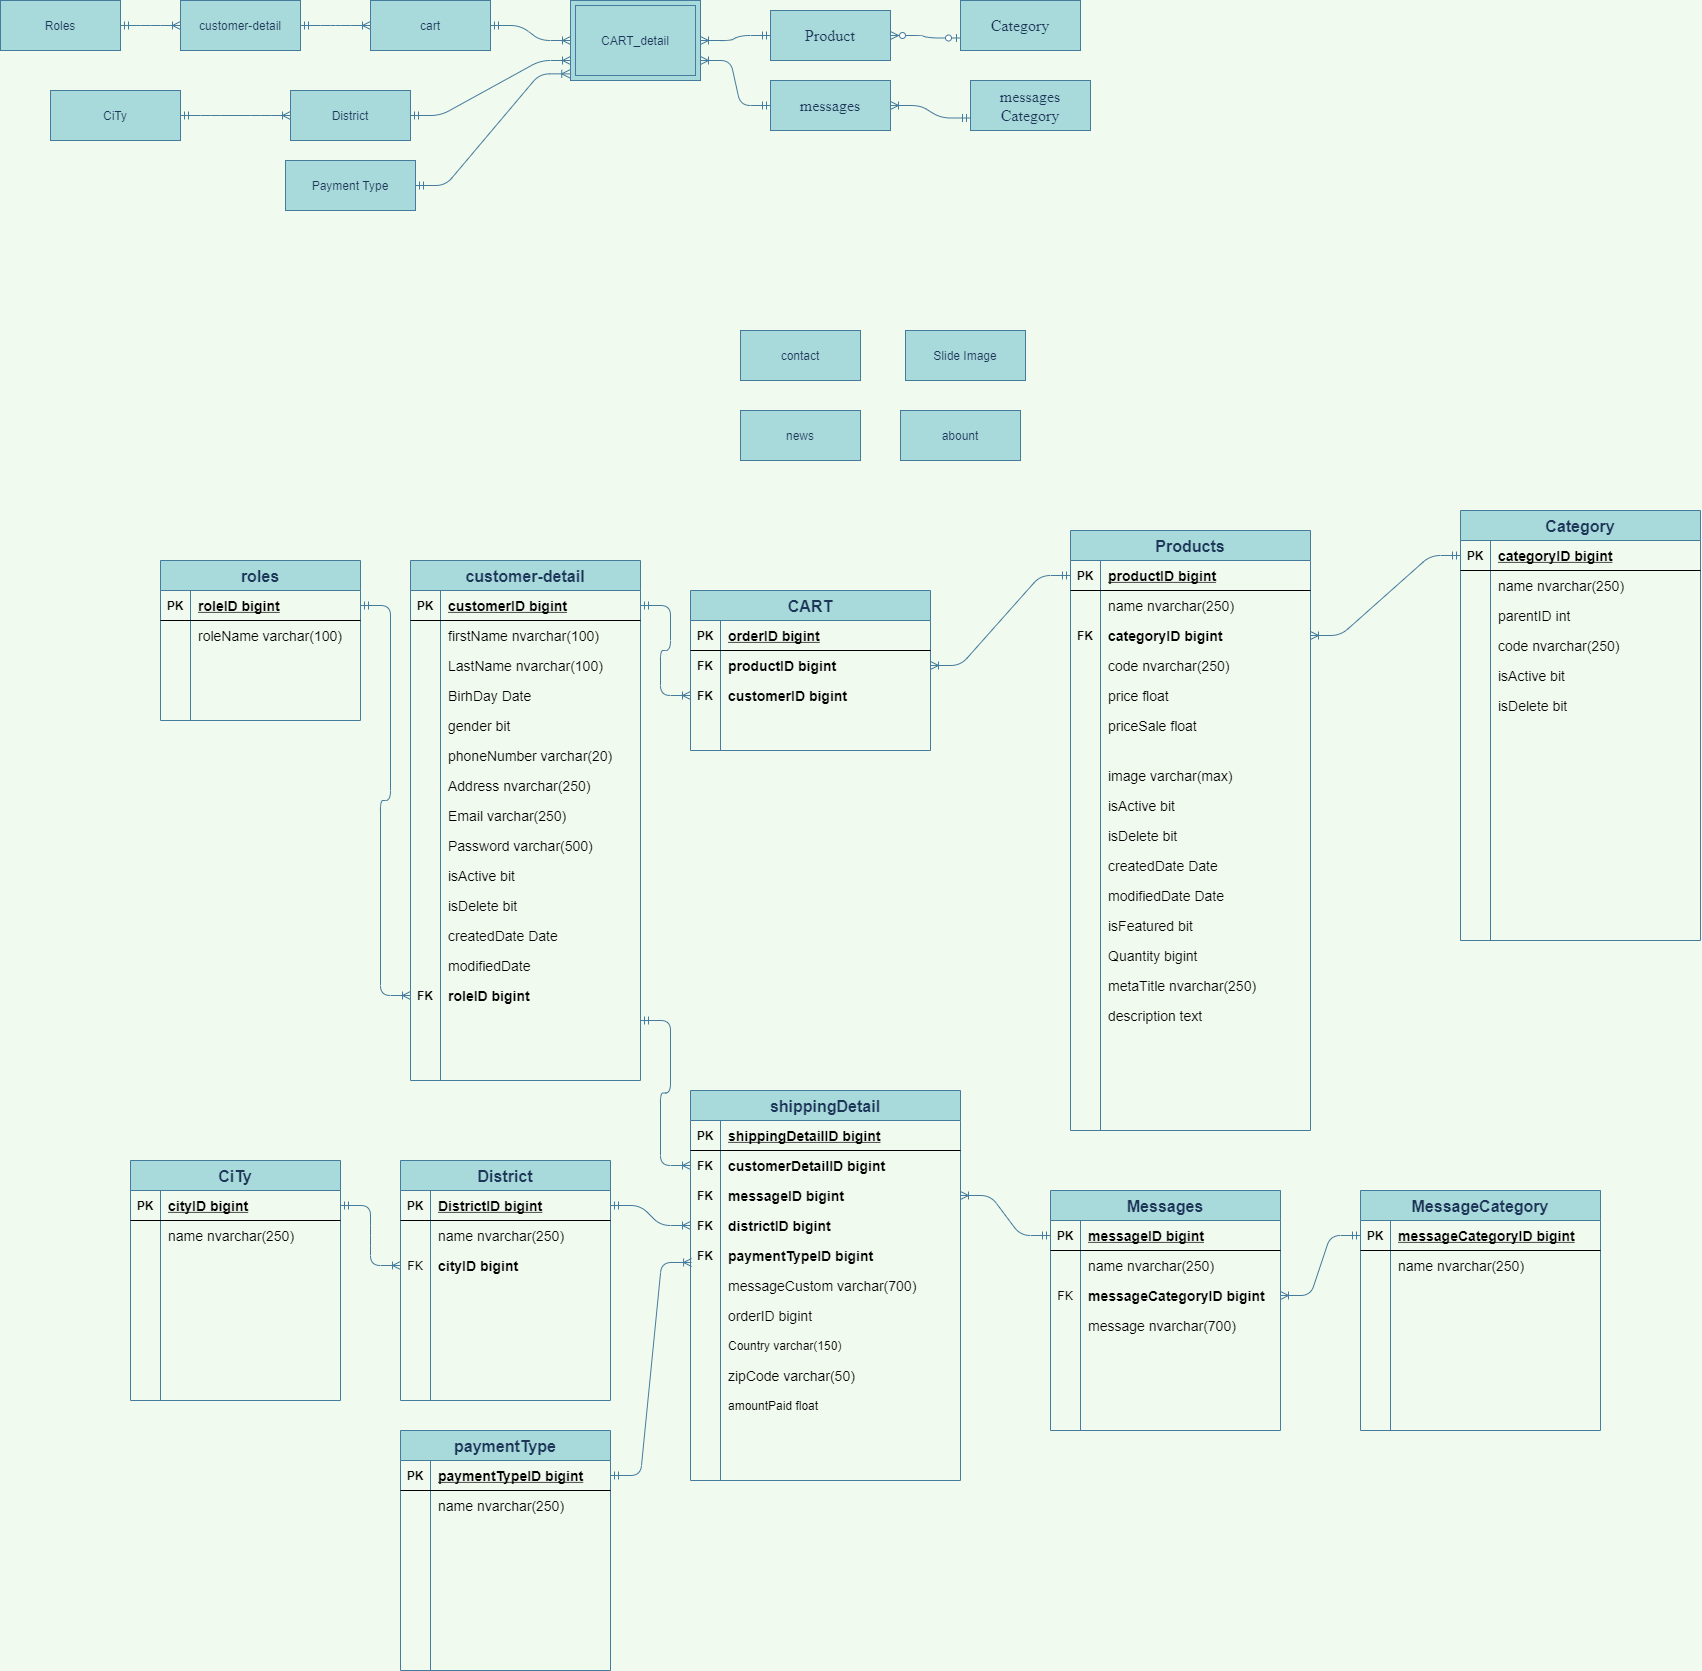 Roles
customer-detail
cart
CART_detail
Product
Category
CiTy
District
messages
messages
Category
Payment Type
contact
Slide Image
news
abount
roles
PK roleID bigint
roleName varchar(100)
customer-detail
PK customerID bigint
firstName nvarchar(100)
LastName nvarchar(100)
BirhDay Date
gender bit
phoneNumber varchar(20)
Address nvarchar(250)
Email varchar(250)
Password varchar(500)
isActive bit
isDelete bit
createdDate Date
modifiedDate
FK roleID bigint
CART
PK orderID bigint
FK productID bigint
FK customerID bigint
Products
PK productID bigint
name nvarchar(250)
FK categoryID bigint
code nvarchar(250)
price float
priceSale float
image varchar(max)
isActive bit
isDelete bit
createdDate Date
modifiedDate Date
isFeatured bit
Quantity bigint
metaTitle nvarchar(250)
description text
Category
PK categoryID bigint
name nvarchar(250)
parentID int
code nvarchar(250)
isActive bit
isDelete bit
CiTy
PK cityID bigint
name nvarchar(250)
District
PK DistrictID bigint
name nvarchar(250)
FK cityID bigint
shippingDetail
PK shippingDetailID bigint
FK customerDetailID bigint
FK messageID bigint
FK districtID bigint
FK paymentTypeID bigint
messageCustom varchar(700)
orderID bigint
Country varchar(150)
zipCode varchar(50)
amountPaid float
Messages
PK messageID bigint
name nvarchar(250)
FK messageCategoryID bigint
message nvarchar(700)
MessageCategory
PK messageCategoryID bigint
name nvarchar(250)
paymentType
PK paymentTypeID bigint
name nvarchar(250)